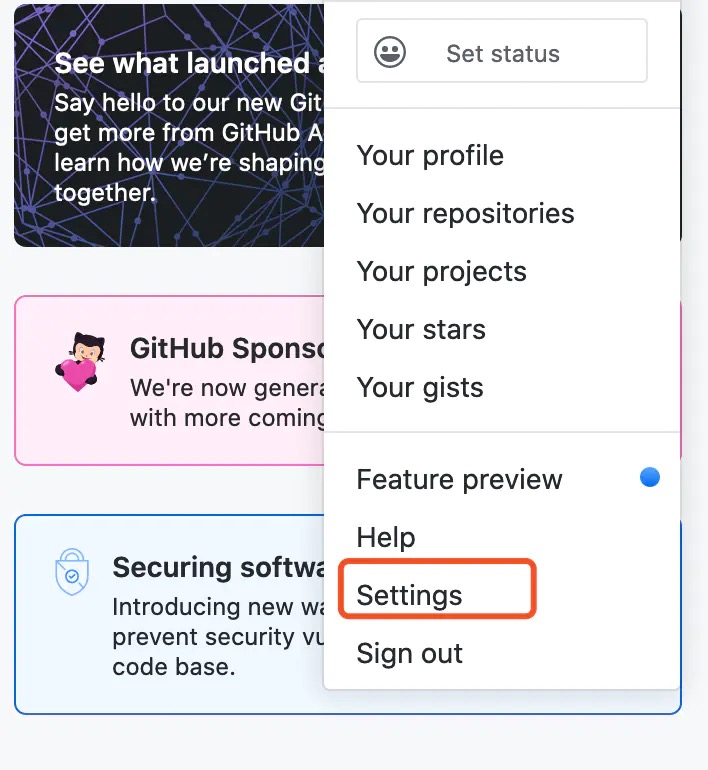 See what launched
Say hello to our new Git
get more from GitHub A
learn how we're shaping
together.
GitHub Sponso
We're now genera
with more coming
Securing softwa
Introducing new wa
prevent security vu
code base.
Set status
Your profile
Your repositories
Your projects
Your stars
Your gists
Feature preview
Help
Settings
Sign out